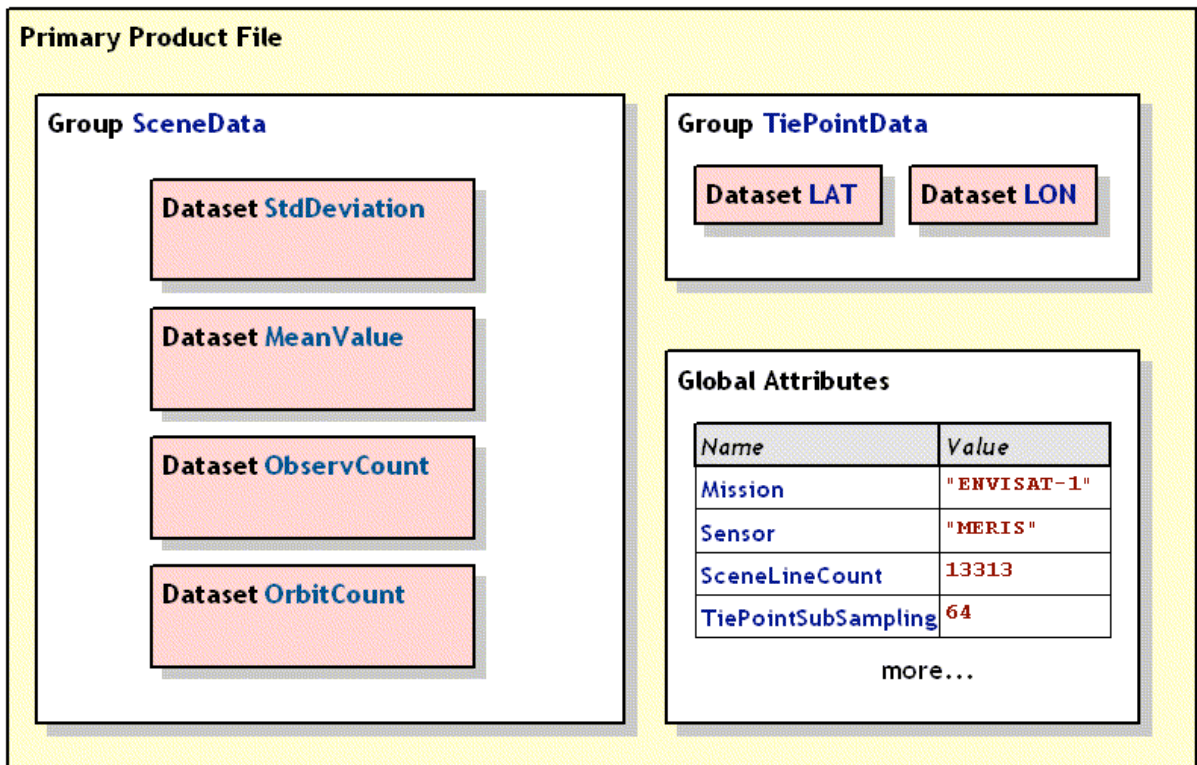 Primary Product File
Group SceneData
Dataset StdDeviation
Dataset MeanValue
Dataset ObservCount
Dataset OrbitCount
Group TiePointData
Dataset LAT
Dataset LON
Global Attributes
Name Value
Mission "ENVISAT-1"
Sensor "MERIS"
SceneLineCount 13313
TiePointSubSampling 64
more...